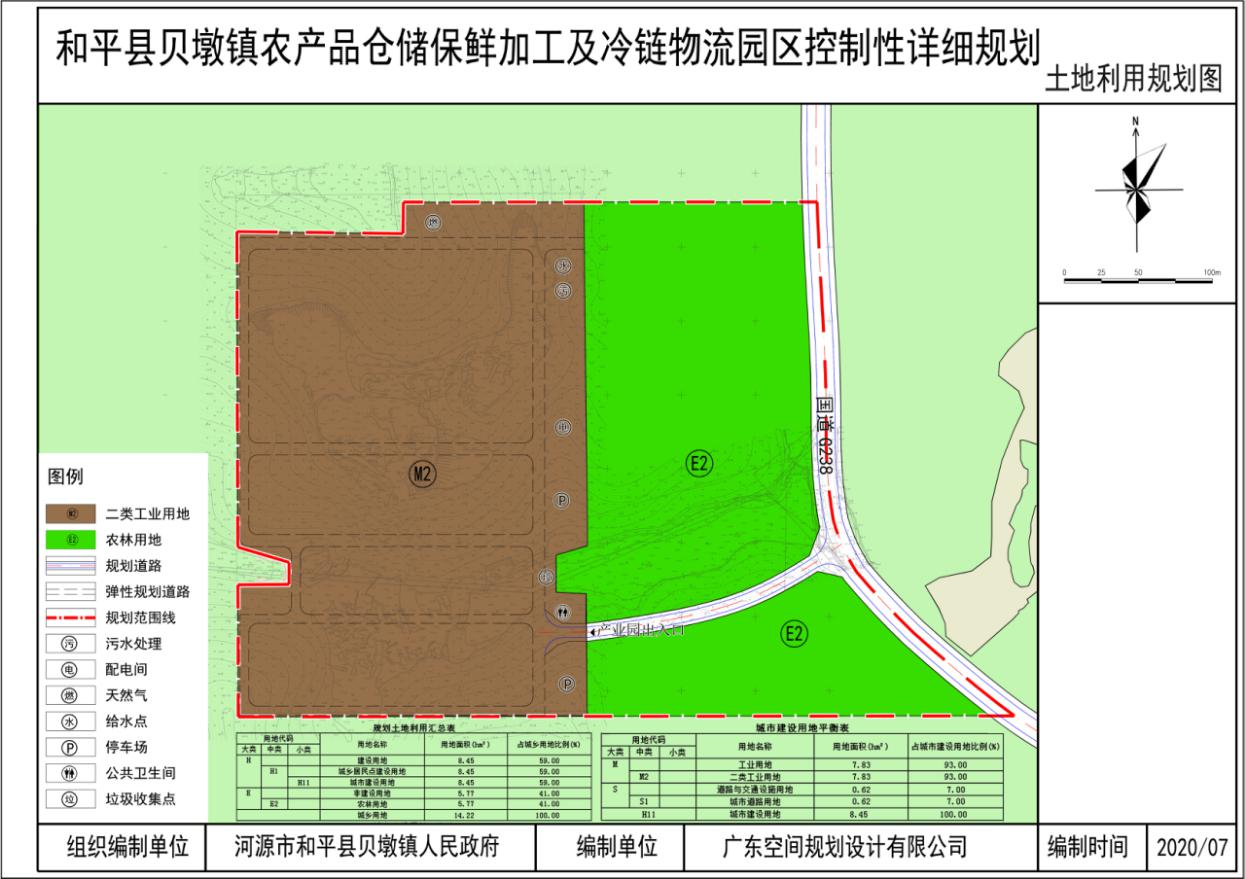 和平县贝墩镇农产品仓储保鲜加工及冷链物流园区控制性详细规划
土地利用规划图
N
0 25 50 100m
燃
水
污
电
M2
P
垃
P
E2
E2
国道 G238
产业园出入口
图例
M2 二类工业用地
E2 农林用地
规划道路
弹性规划道路
规划范围线
污 污水处理
电 配电间
燃 天然气
水 给水点
P 停车场
公共卫生间
垃 垃圾收集点
规划土地利用汇总表
用地代码 用地名称 用地面积(hm²) 占城乡用地比例(%)
大类 中类 小类
H 建设用地 8.45 59.00
H1 城乡居民点建设用地 8.45 59.00
H11 城市建设用地 8.45 59.00
E 非建设用地 5.77 41.00
E2 农林用地 5.77 41.00
城乡用地 14.22 100.00
城市建设用地平衡表
用地代码 用地名称 用地面积(hm²) 占城市建设用地比例(%)
大类 中类 小类
M 工业用地 7.83 93.00
M2 二类工业用地 7.83 93.00
S 道路与交通设施用地 0.62 7.00
S1 城市道路用地 0.62 7.00
H11 城市建设用地 8.45 100.00
组织编制单位 河源市和平县贝墩镇人民政府 编制单位 广东空间规划设计有限公司 编制时间 2020/07